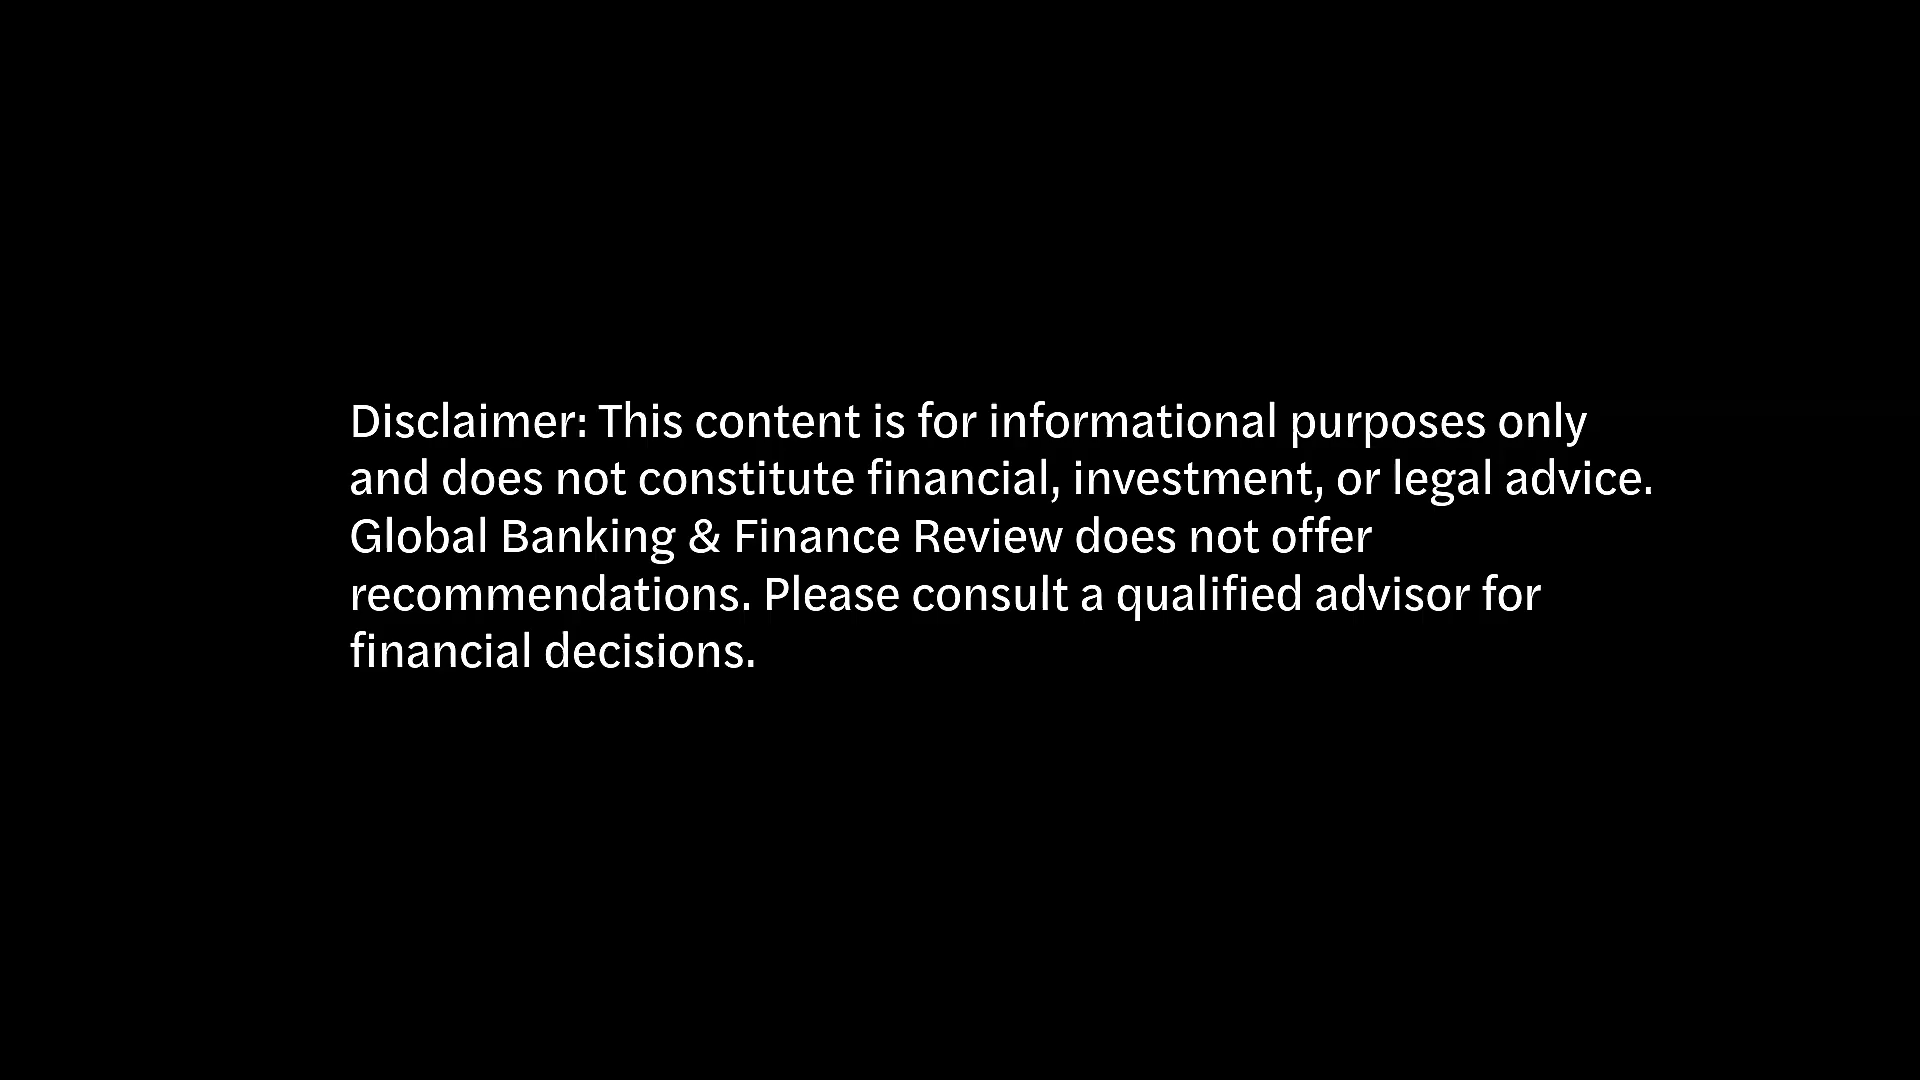 Disclaimer: This content is for informational purposes only
and does not constitute financial, investment, or legal advice.
Global Banking & Finance Review does not offer
recommendations. Please consult a qualified advisor for
financial decisions.